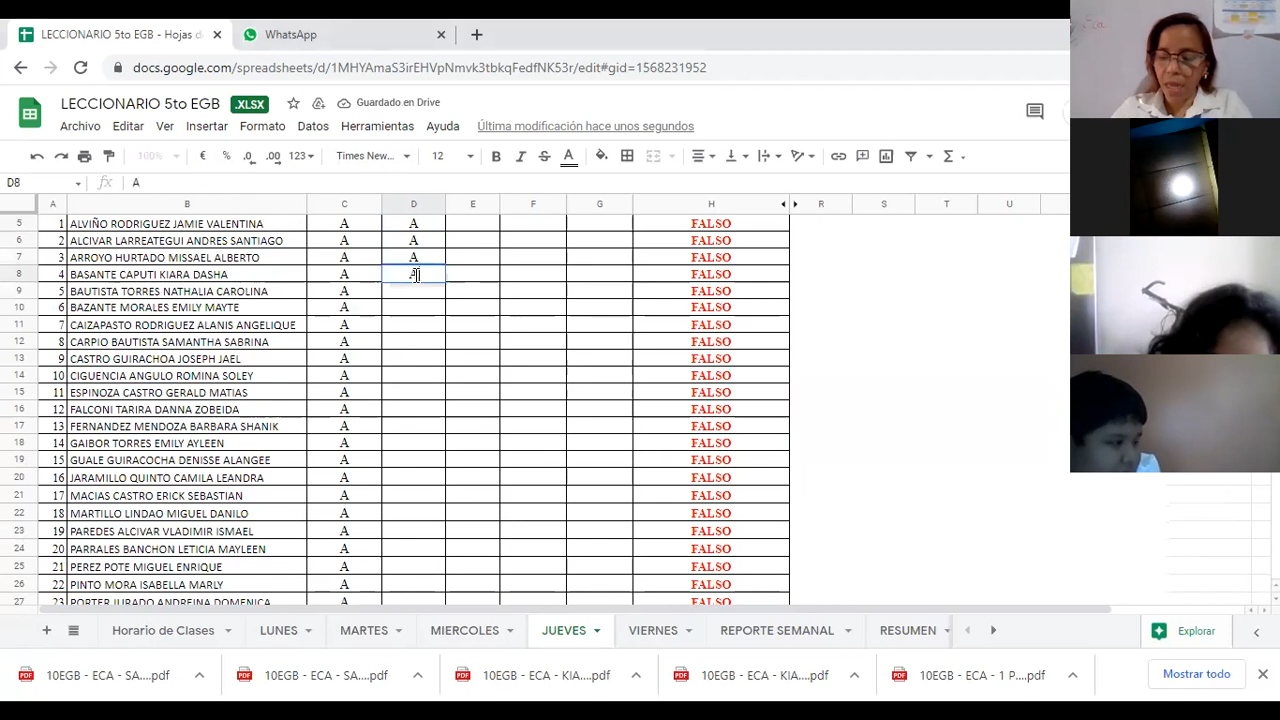 LECCIONARIO 5to EGB - Hojas d
WhatsApp
docs.google.com/spreadsheets/d/1MHYAmaS3irEHVpNmvk3tbkqFedfNK53r/edit#gid=1568231952
LECCIONARIO 5to EGB .XLSX Guardado en Drive
Archivo Editar Ver Insertar Formato Datos Herramientas Ayuda Última modificación hace unos segundos
100% € % .0 .00 123 Times New... 12 B I S A
D8 fx A
A B C D E F G H R S T U
5 1 ALVIÑO RODRIGUEZ JAMIE VALENTINA A A FALSO
6 2 ALCIVAR LARREATEGUI ANDRES SANTIAGO A A FALSO
7 3 ARROYO HURTADO MISSAEL ALBERTO A A FALSO
8 4 BASANTE CAPUTI KIARA DASHA A A FALSO
9 5 BAUTISTA TORRES NATHALIA CAROLINA A FALSO
10 6 BAZANTE MORALES EMILY MAYTE A FALSO
11 7 CAIZAPASTO RODRIGUEZ ALANIS ANGELIQUE A FALSO
12 8 CARPIO BAUTISTA SAMANTHA SABRINA A FALSO
13 9 CASTRO GUIRACHOA JOSEPH JAEL A FALSO
14 10 CIGUENCIA ANGULO ROMINA SOLEY A FALSO
15 11 ESPINOZA CASTRO GERALD MATIAS A FALSO
16 12 FALCONI TARIRA DANNA ZOBEIDA A FALSO
17 13 FERNANDEZ MENDOZA BARBARA SHANIK A FALSO
18 14 GAIBOR TORRES EMILY AYLEEN A FALSO
19 15 GUALE GUIRACOCHA DENISSE ALANGEE A FALSO
20 16 JARAMILLO QUINTO CAMILA LEANDRA A FALSO
21 17 MACIAS CASTRO ERICK SEBASTIAN A FALSO
22 18 MARTILLO LINDAO MIGUEL DANILO A FALSO
23 19 PAREDES ALCIVAR VLADIMIR ISMAEL A FALSO
24 20 PARRALES BANCHON LETICIA MAYLEEN A FALSO
25 21 PEREZ POTE MIGUEL ENRIQUE A FALSO
26 22 PINTO MORA ISABELLA MARLY A FALSO
27 23 PORTER JURADO ANDREINA DOMENICA A FALSO
Horario de Clases LUNES MARTES MIERCOLES JUEVES VIERNES REPORTE SEMANAL RESUMEN Explorar
10EGB - ECA - SA....pdf 10EGB - ECA - SA....pdf 10EGB - ECA - KIA....pdf 10EGB - ECA - KIA....pdf 10EGB - ECA - 1 P....pdf Mostrar todo